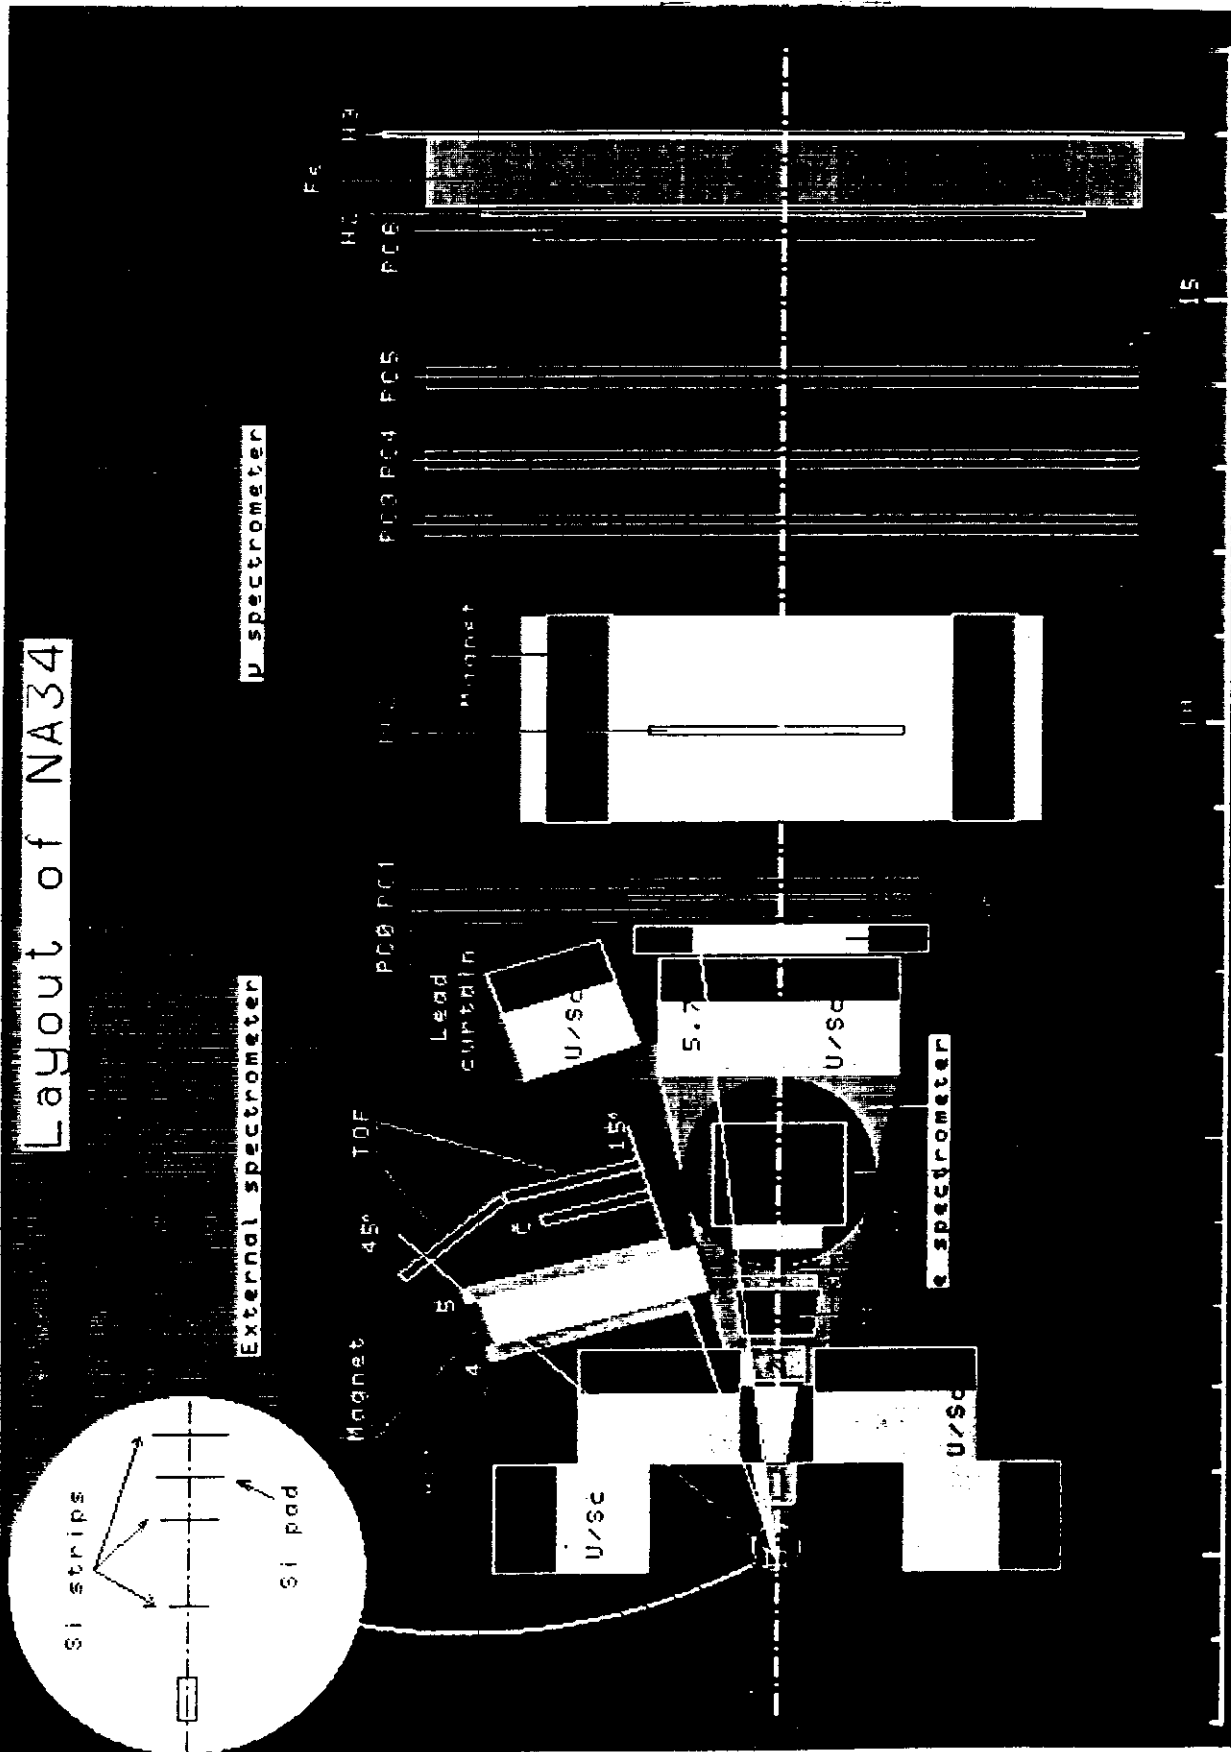 Layout of NA34
External spectrometer
μ spectrometer
e spectrometer
Si strips
Si pad
Magnet
45°
TOF
Lead
curtain
PC0 PC1
Magnet
PC3 PC4 PC5
PC6
Fe
4
5
C
15°
U/Sc
U/Sc
U/Sc
U/Sc
5.7
15